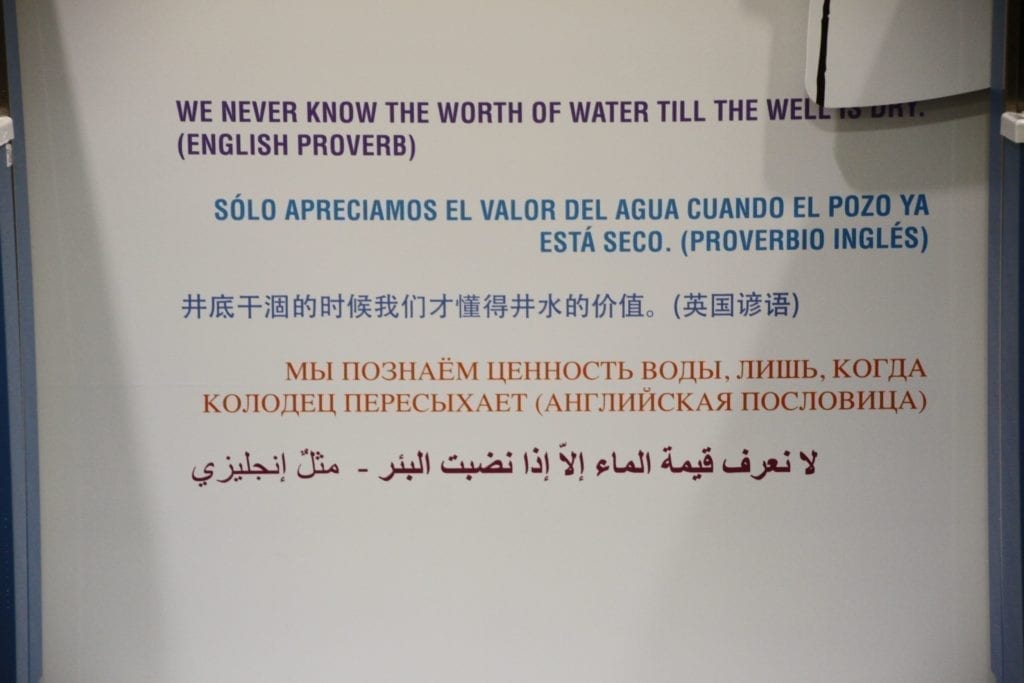 WE NEVER KNOW THE WORTH OF WATER TILL THE WELL IS DRY.
(ENGLISH PROVERB)
SÓLO APRECIAMOS EL VALOR DEL AGUA CUANDO EL POZO YA
ESTÁ SECO. (PROVERBIO INGLÉS)
井底干涸的时候我们才懂得井水的价值。(英国谚语)
МЫ ПОЗНАЁМ ЦЕННОСТЬ ВОДЫ, ЛИШЬ, КОГДА
КОЛОДЕЦ ПЕРЕСЫХАЕТ (АНГЛИЙСКАЯ ПОСЛОВИЦА)
لا نعرف قيمة الماء إلاّ إذا نضبت البئر - مثلٌ إنجليزي